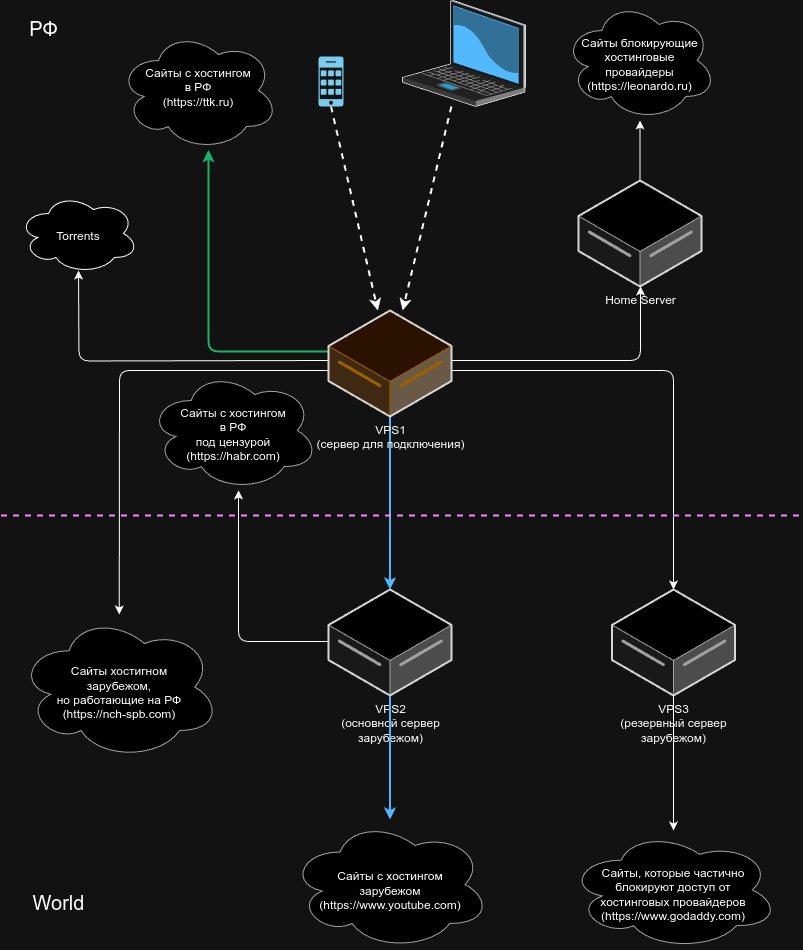 РФ
Сайты с хостингом
в РФ
(https://ttk.ru)
Сайты блокирующие
хостинговые
провайдеры
(https://leonardo.ru)
Torrents
Home Server
Сайты с хостингом
в РФ
под цензурой
(https://habr.com)
VPS1
(сервер для подключения)
Сайты хостигном
зарубежом,
но работающие на РФ
(https://nch-spb.com)
VPS2
(основной сервер
зарубежом)
VPS3
(резервный сервер
зарубежом)
World
Сайты с хостингом
зарубежом
(https://www.youtube.com)
Сайты, которые частично
блокируют доступ от
хостинговых провайдеров
(https://www.godaddy.com)